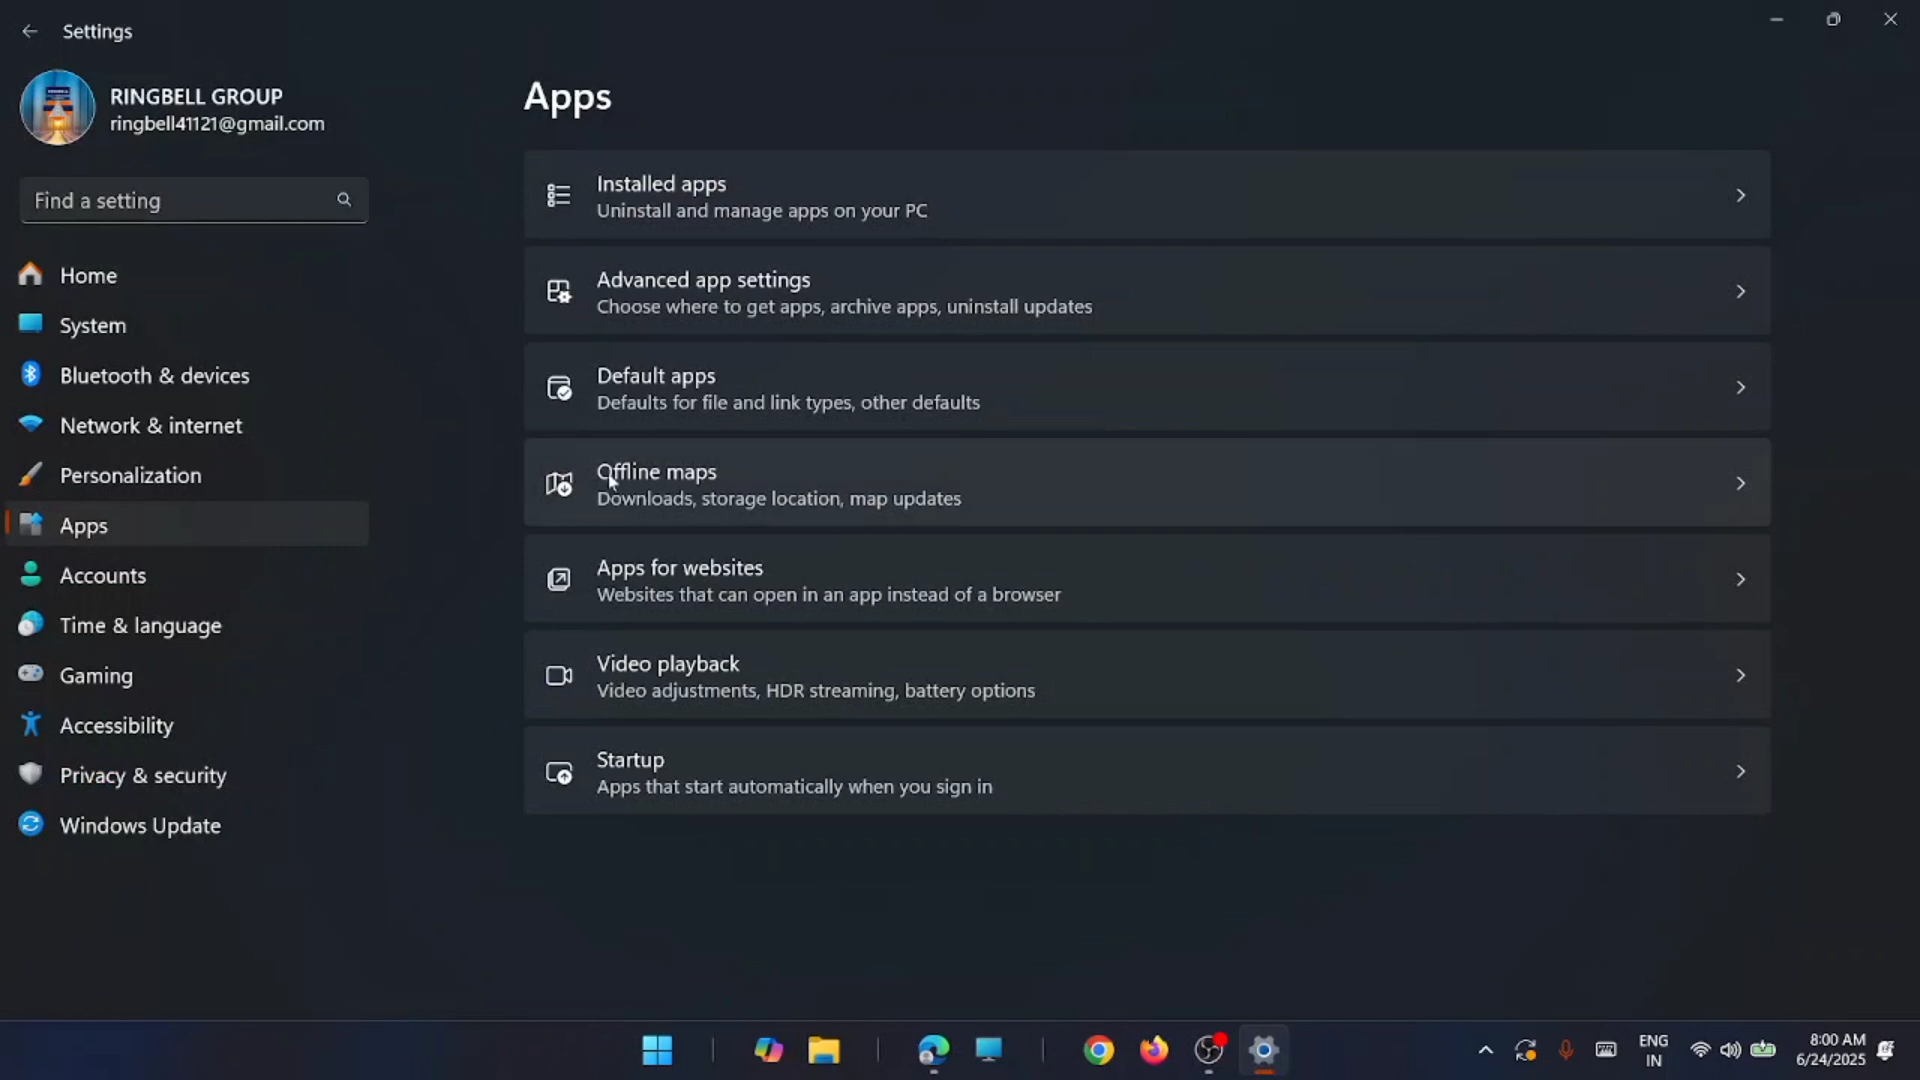 Settings
RINGBELL GROUP
ringbell41121@gmail.com
Find a setting
Home
System
Bluetooth & devices
Network & internet
Personalization
Apps
Accounts
Time & language
Gaming
Accessibility
Privacy & security
Windows Update
Apps
Installed apps
Uninstall and manage apps on your PC
Advanced app settings
Choose where to get apps, archive apps, uninstall updates
Default apps
Defaults for file and link types, other defaults
Offline maps
Downloads, storage location, map updates
Apps for websites
Websites that can open in an app instead of a browser
Video playback
Video adjustments, HDR streaming, battery options
Startup
Apps that start automatically when you sign in
ENG
IN
8:00 AM
6/24/2025